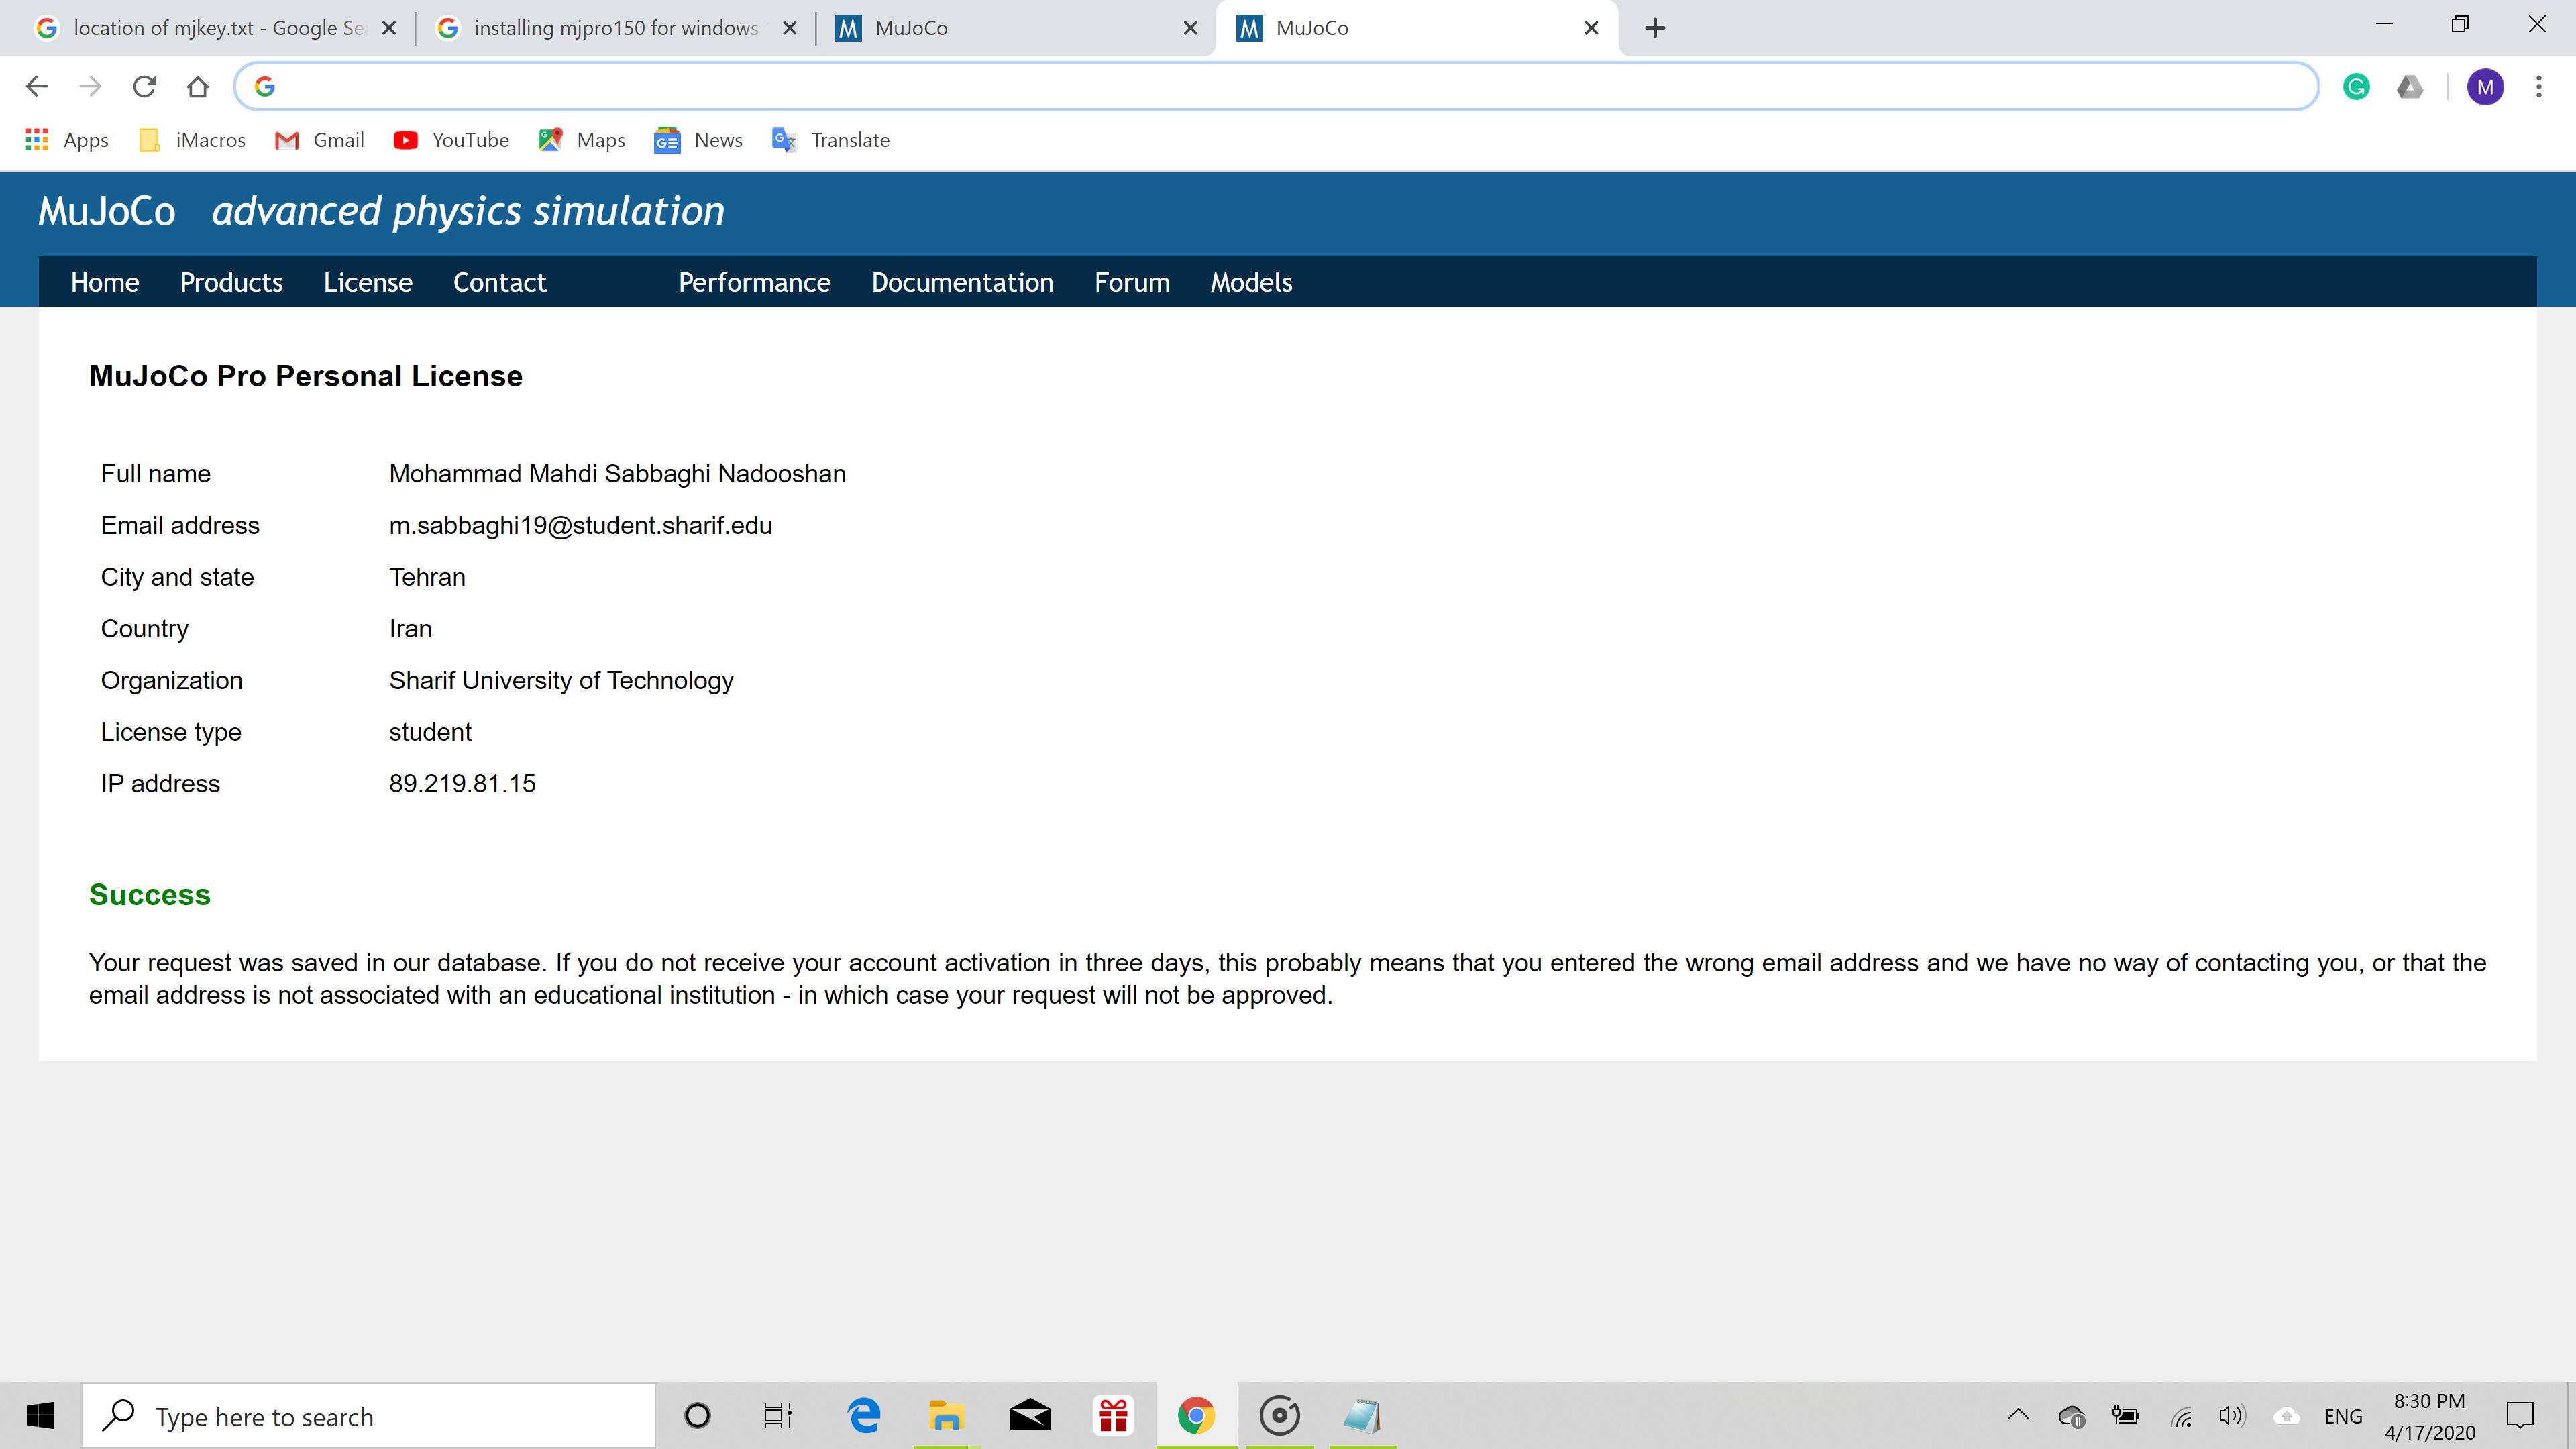 location of mjkey.txt - Google Se
installing mjpro150 for windows
MuJoCo
MuJoCo
M
Apps
iMacros
Gmail
YouTube
Maps
News
Translate
MuJoCo advanced physics simulation
Home Products License Contact Performance Documentation Forum Models
MuJoCo Pro Personal License
Full name Mohammad Mahdi Sabbaghi Nadooshan
Email address m.sabbaghi19@student.sharif.edu
City and state Tehran
Country Iran
Organization Sharif University of Technology
License type student
IP address 89.219.81.15
Success
Your request was saved in our database. If you do not receive your account activation in three days, this probably means that you entered the wrong email address and we have no way of contacting you, or that the
email address is not associated with an educational institution - in which case your request will not be approved.
Type here to search
ENG
8:30 PM
4/17/2020